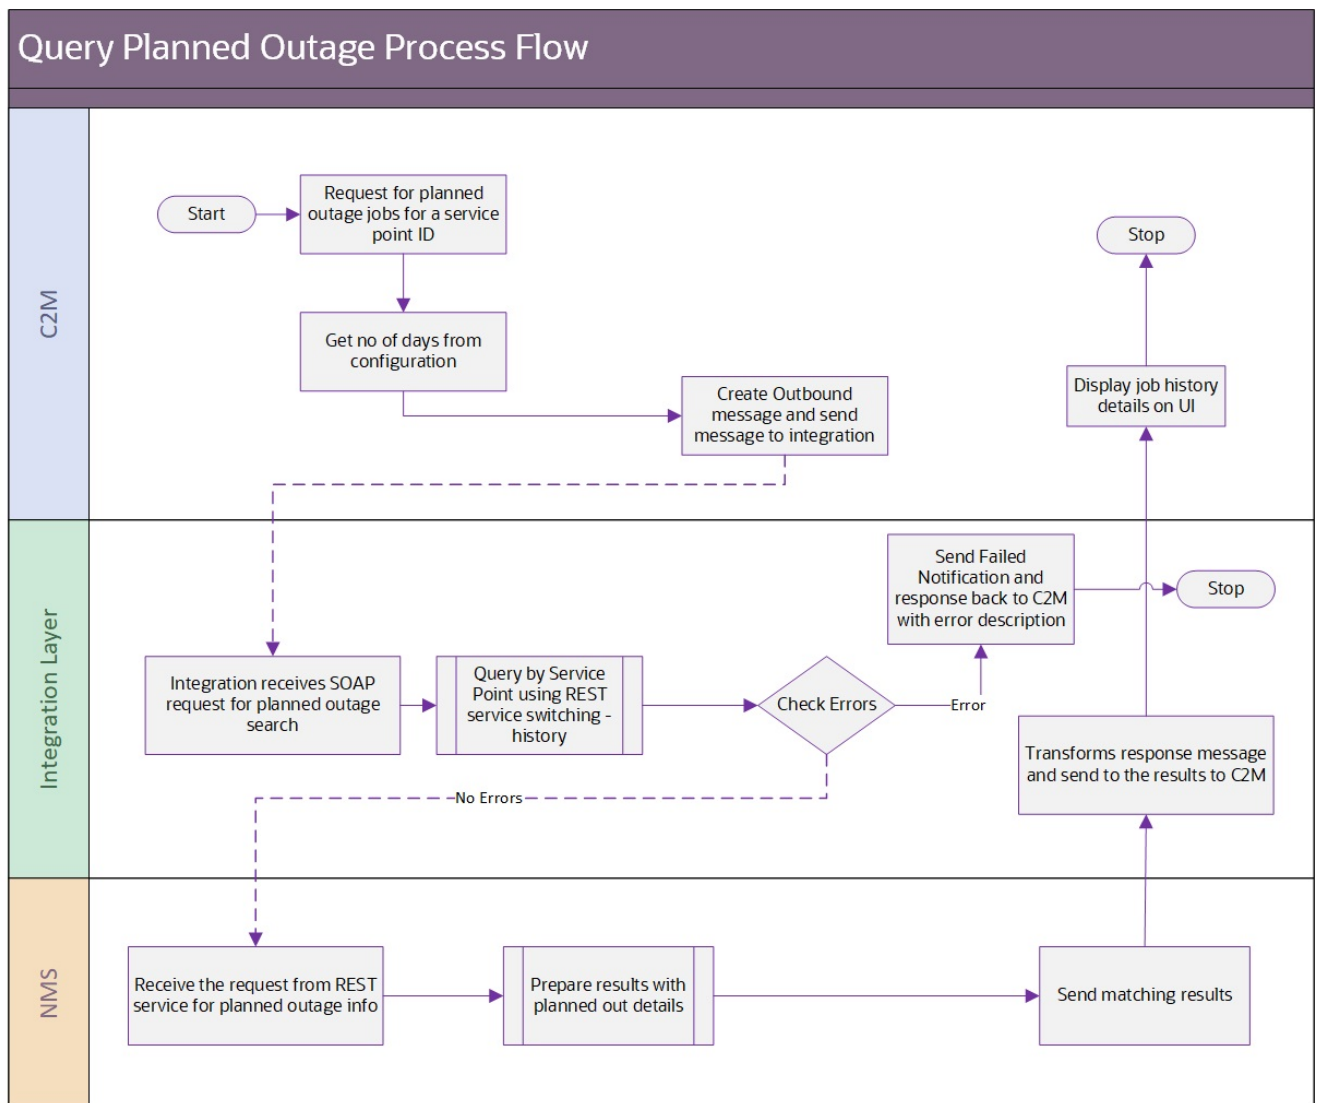 Query Planned Outage Process Flow
C2M
Start
Request for planned
outage jobs for a service
point ID
Get no of days from
configuration
Create Outbound
message and send
message to integration
Stop
Display job history
details on UI
Integration Layer
Integration receives SOAP
request for planned outage
search
Query by Service
Point using REST
service switching -
history
Check Errors
Error
No Errors
Send Failed
Notification and
response back to C2M
with error description
Stop
Transforms response message
and send to the results to C2M
NMS
Receive the request from REST
service for planned outage info
Prepare results with
planned out details
Send matching results